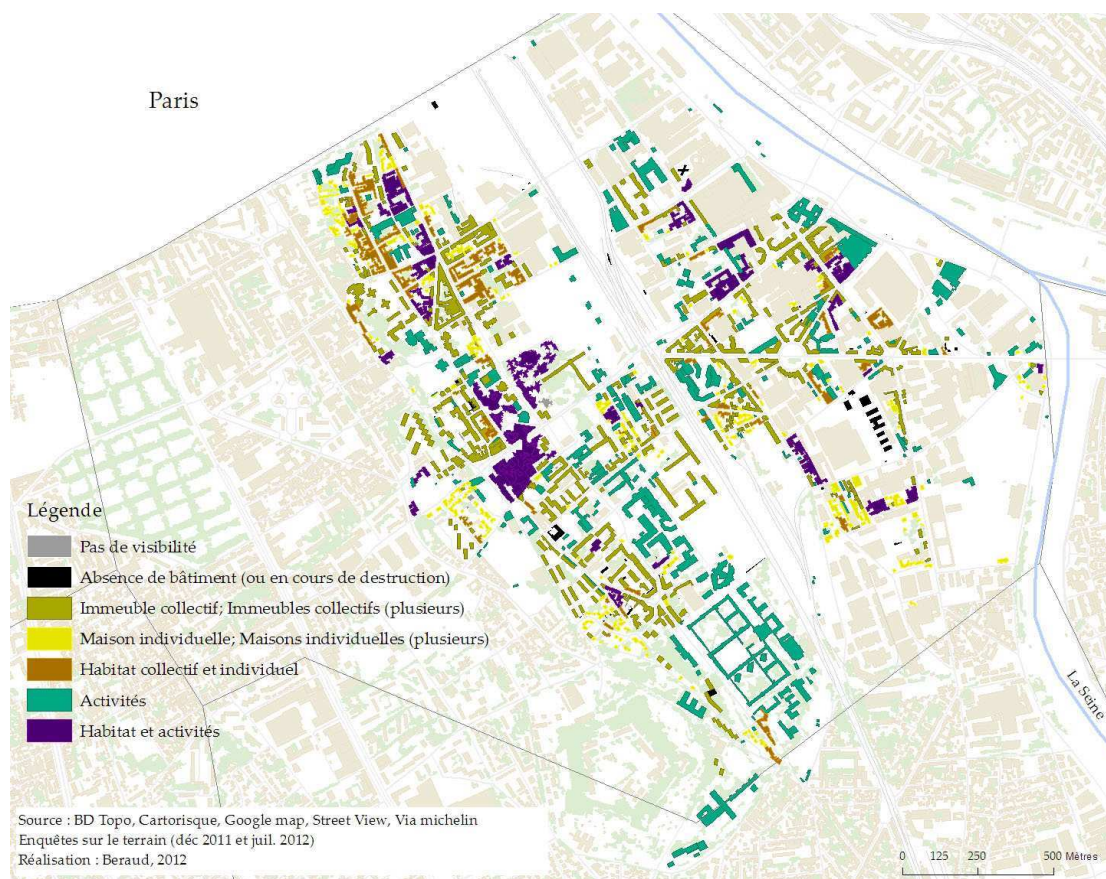 Paris
Légende
Pas de visibilité
Absence de bâtiment (ou en cours de destruction)
Immeuble collectif; Immeubles collectifs (plusieurs)
Maison individuelle; Maisons individuelles (plusieurs)
Habitat collectif et individuel
Activités
Habitat et activités
La Seine
Source : BD Topo, Cartorisque, Google map, Street View, Via michelin
Enquêtes sur le terrain (déc 2011 et juil. 2012)
Réalisation : Beraud, 2012
0 125 250 500 Mètres